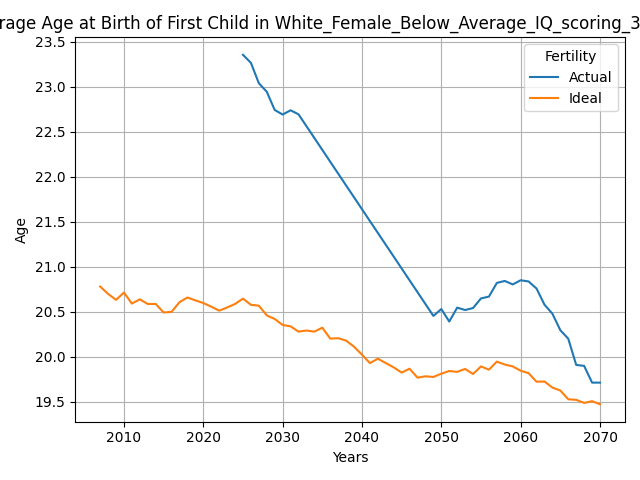 rage Age at Birth of First Child in White_Female_Below_Average_IQ_scoring_3
23.5
23.0
22.5
22.0
21.5
21.0
20.5
20.0
19.5
Age
Fertility
Actual
Ideal
2010 2020 2030 2040 2050 2060 2070
Years